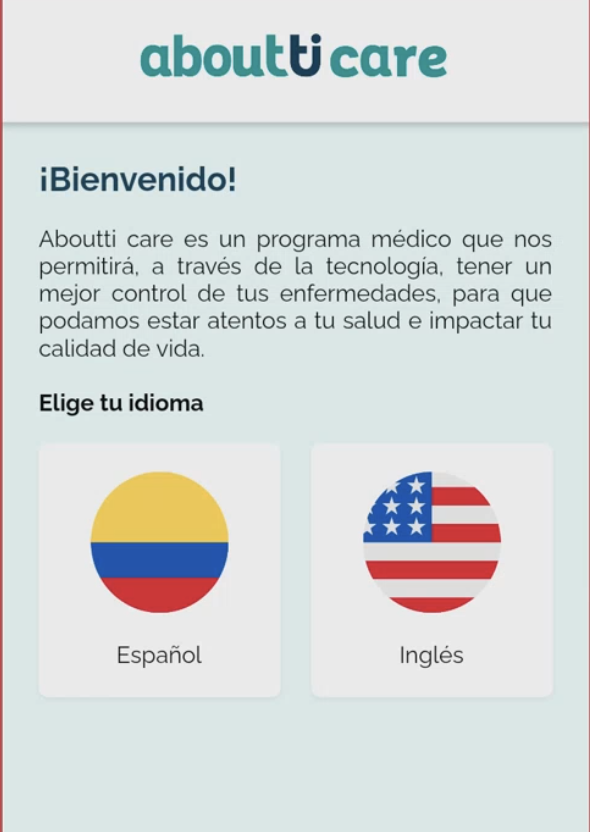 aboutti care
¡Bienvenido!
Aboutti care es un programa médico que nos
permitirá, a través de la tecnología, tener un
mejor control de tus enfermedades, para que
podamos estar atentos a tu salud e impactar tu
calidad de vida.
Elige tu idioma
Español
Inglés